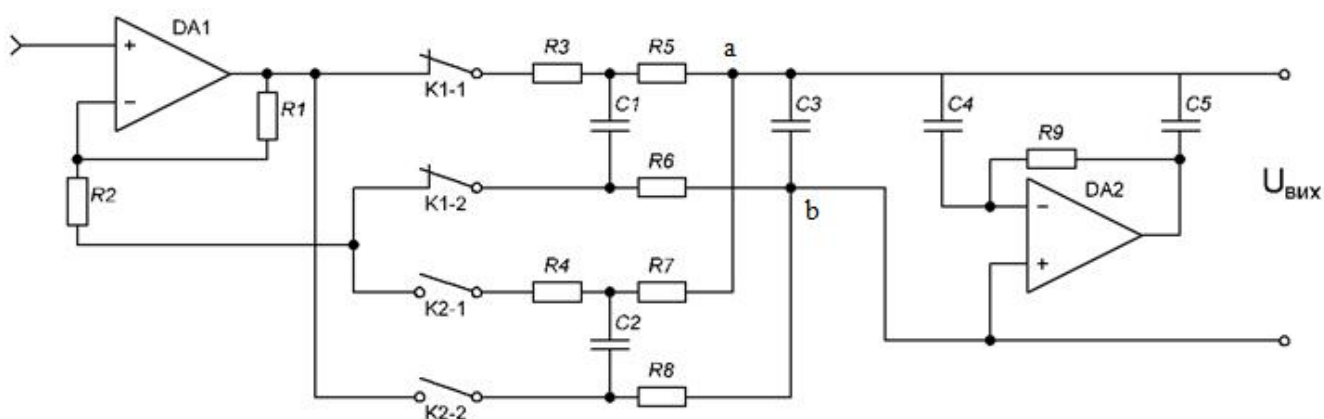 DA1
+
−
R1
R2
K1-1
R3
R5
a
C1
C3
C4
C5
K1-2
R6
b
R9
DA2
−
+
Uвих
K2-1
R4
R7
C2
K2-2
R8